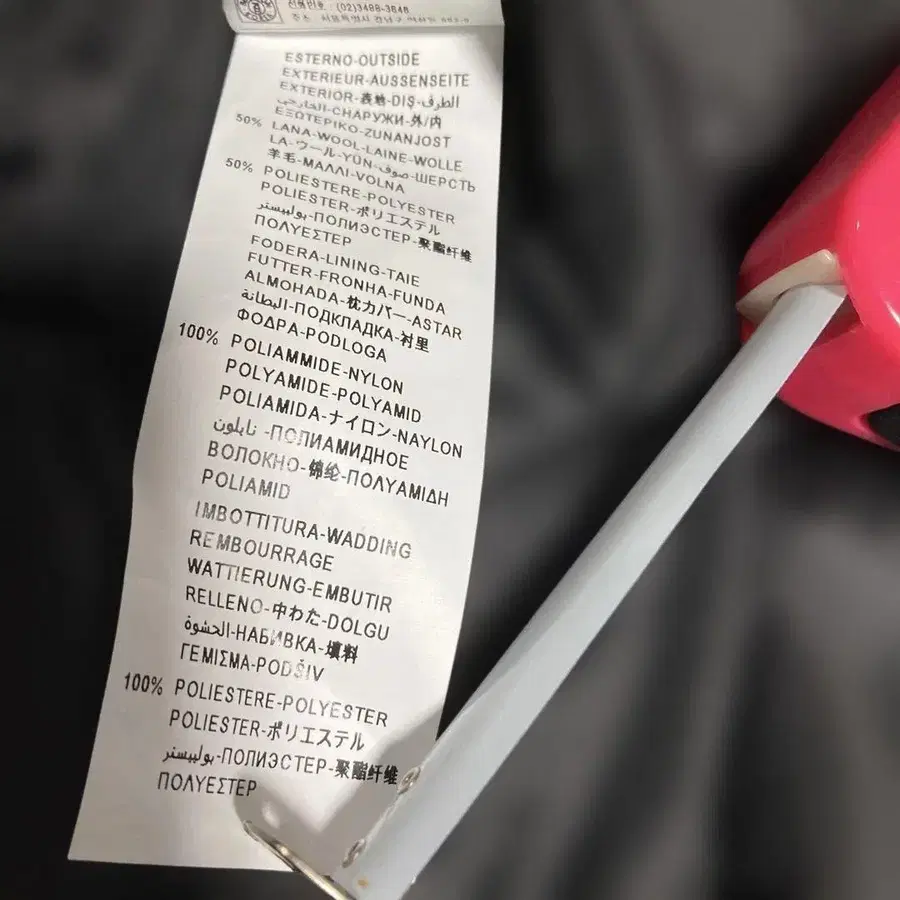 (02)3488-3648
ESTERNO-OUTSIDE
EXTERIEUR-AUSSENSEITE
EXTERIOR-表地-DIŞ-الطرف
الخارجي-СНАРУЖИ-外/内
ΕΞΩΤΕΡΙΚΟ-ZUNANJOST
50% LANA-WOOL-LAINE-WOLLE
LA-ウール-YÜN-صوف-ШЕРСТЬ
羊毛-ΜΑΛΛΙ-VOLNA
50% POLIESTERE-POLYESTER
POLIESTER-ポリエステル
بوليستر-ПОЛИЭСТЕР-聚酯纤维
ΠΟΛΥΕΣΤΕΡ
FODERA-LINING-TAIE
FUTTER-FRONHA-FUNDA
ALMOHADA-枕カバー-ASTAR
البطانة-ПОДКЛАДКА-衬里
ΦΟΔΡΑ-PODLOGA
100% POLIAMMIDE-NYLON
POLYAMIDE-POLYAMID
POLIAMIDA-ナイロン-NAYLON
نايلون-ПОЛИАМИДНОЕ
ВОЛОКНО-锦纶-ΠΟΛΥΑΜΙΔΗ
POLIAMID
IMBOTTITURA-WADDING
REMBOURRAGE
WATTIERUNG-EMBUTIR
RELLENO-中わた-DOLGU
الحشوة-НАБИВКА-填料
ΓΕΜΙΣΜΑ-PODŠIV
100% POLIESTERE-POLYESTER
POLIESTER-ポリエステル
بوليبستر-ПОЛИЭСТЕР-聚酯纤维
ΠΟΛΥΕΣΤΕΡ